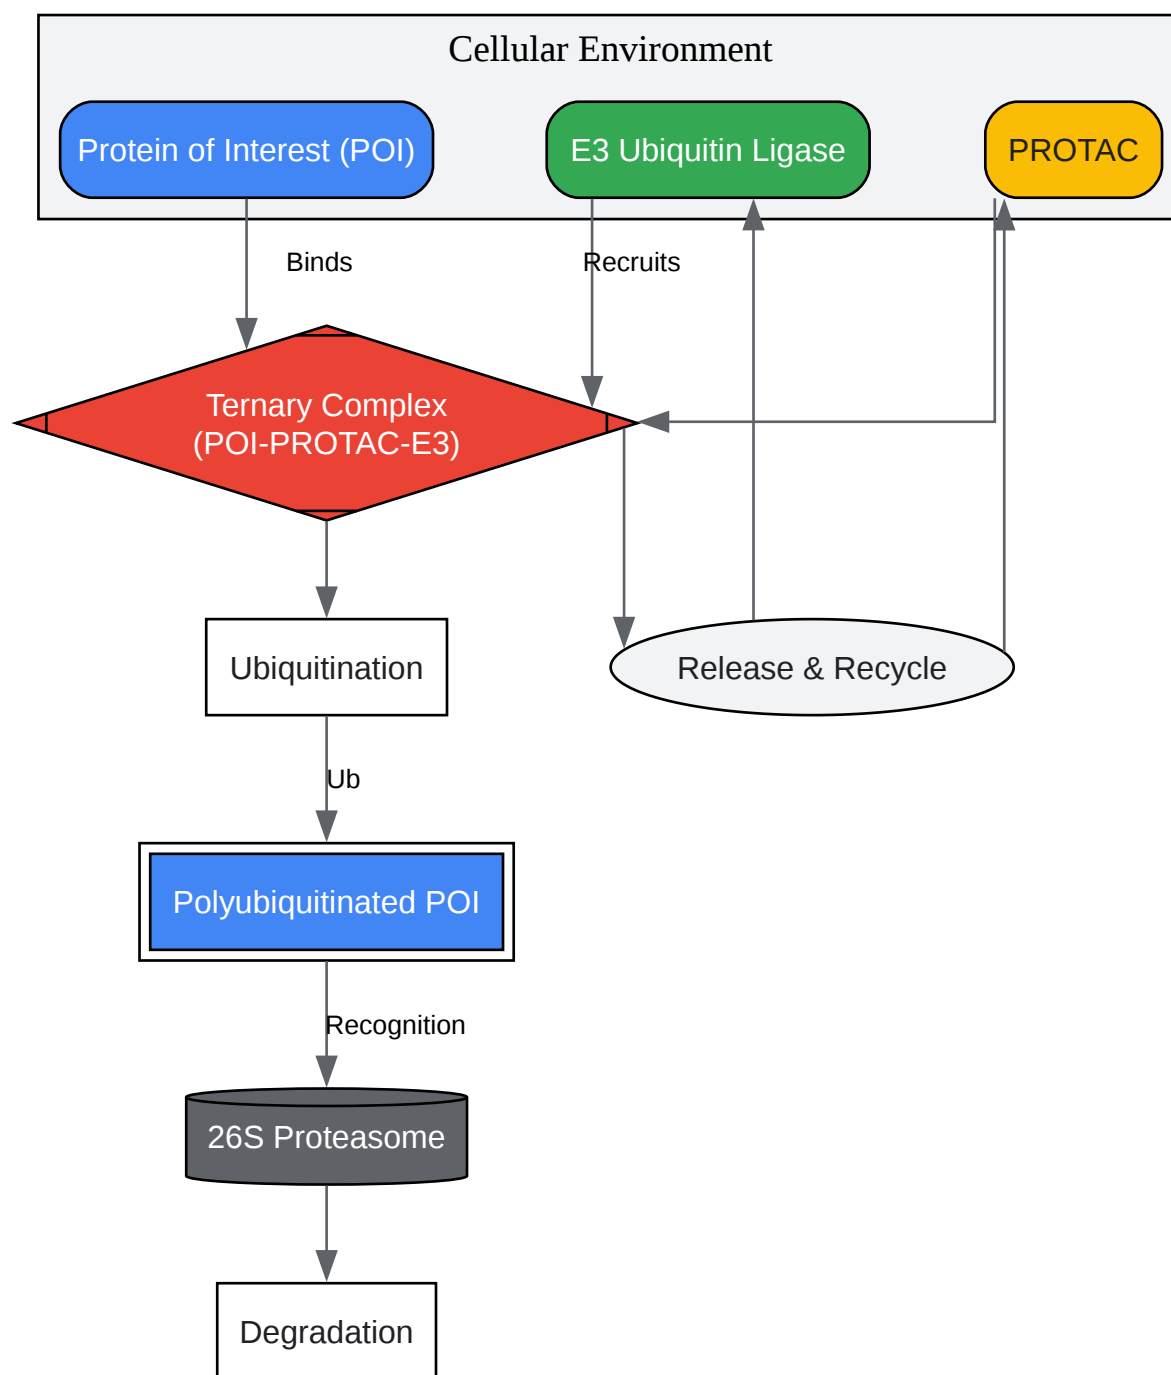 Cellular Environment
Protein of Interest (POI)
E3 Ubiquitin Ligase
PROTAC
Binds
Recruits
Ternary Complex
(POI-PROTAC-E3)
Ubiquitination
Release & Recycle
Ub
Polyubiquitinated POI
Recognition
26S Proteasome
Degradation